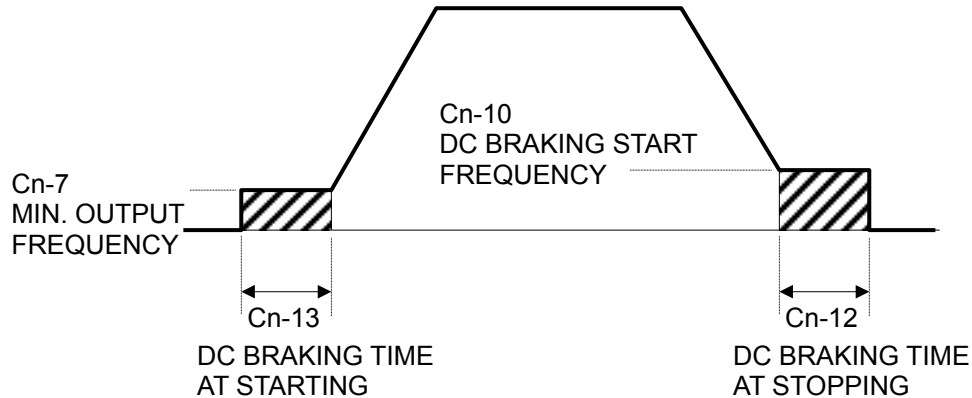 Cn-10
DC BRAKING START
FREQUENCY
Cn-7
MIN. OUTPUT
FREQUENCY
Cn-13
DC BRAKING TIME
AT STARTING
Cn-12
DC BRAKING TIME
AT STOPPING